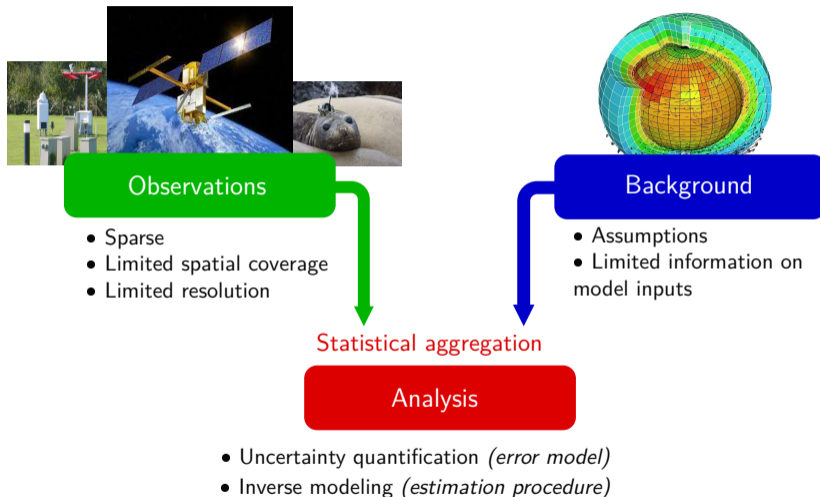 Observations
• Sparse
• Limited spatial coverage
• Limited resolution
Background
• Assumptions
• Limited information on
model inputs
Statistical aggregation
Analysis
• Uncertainty quantification (error model)
• Inverse modeling (estimation procedure)